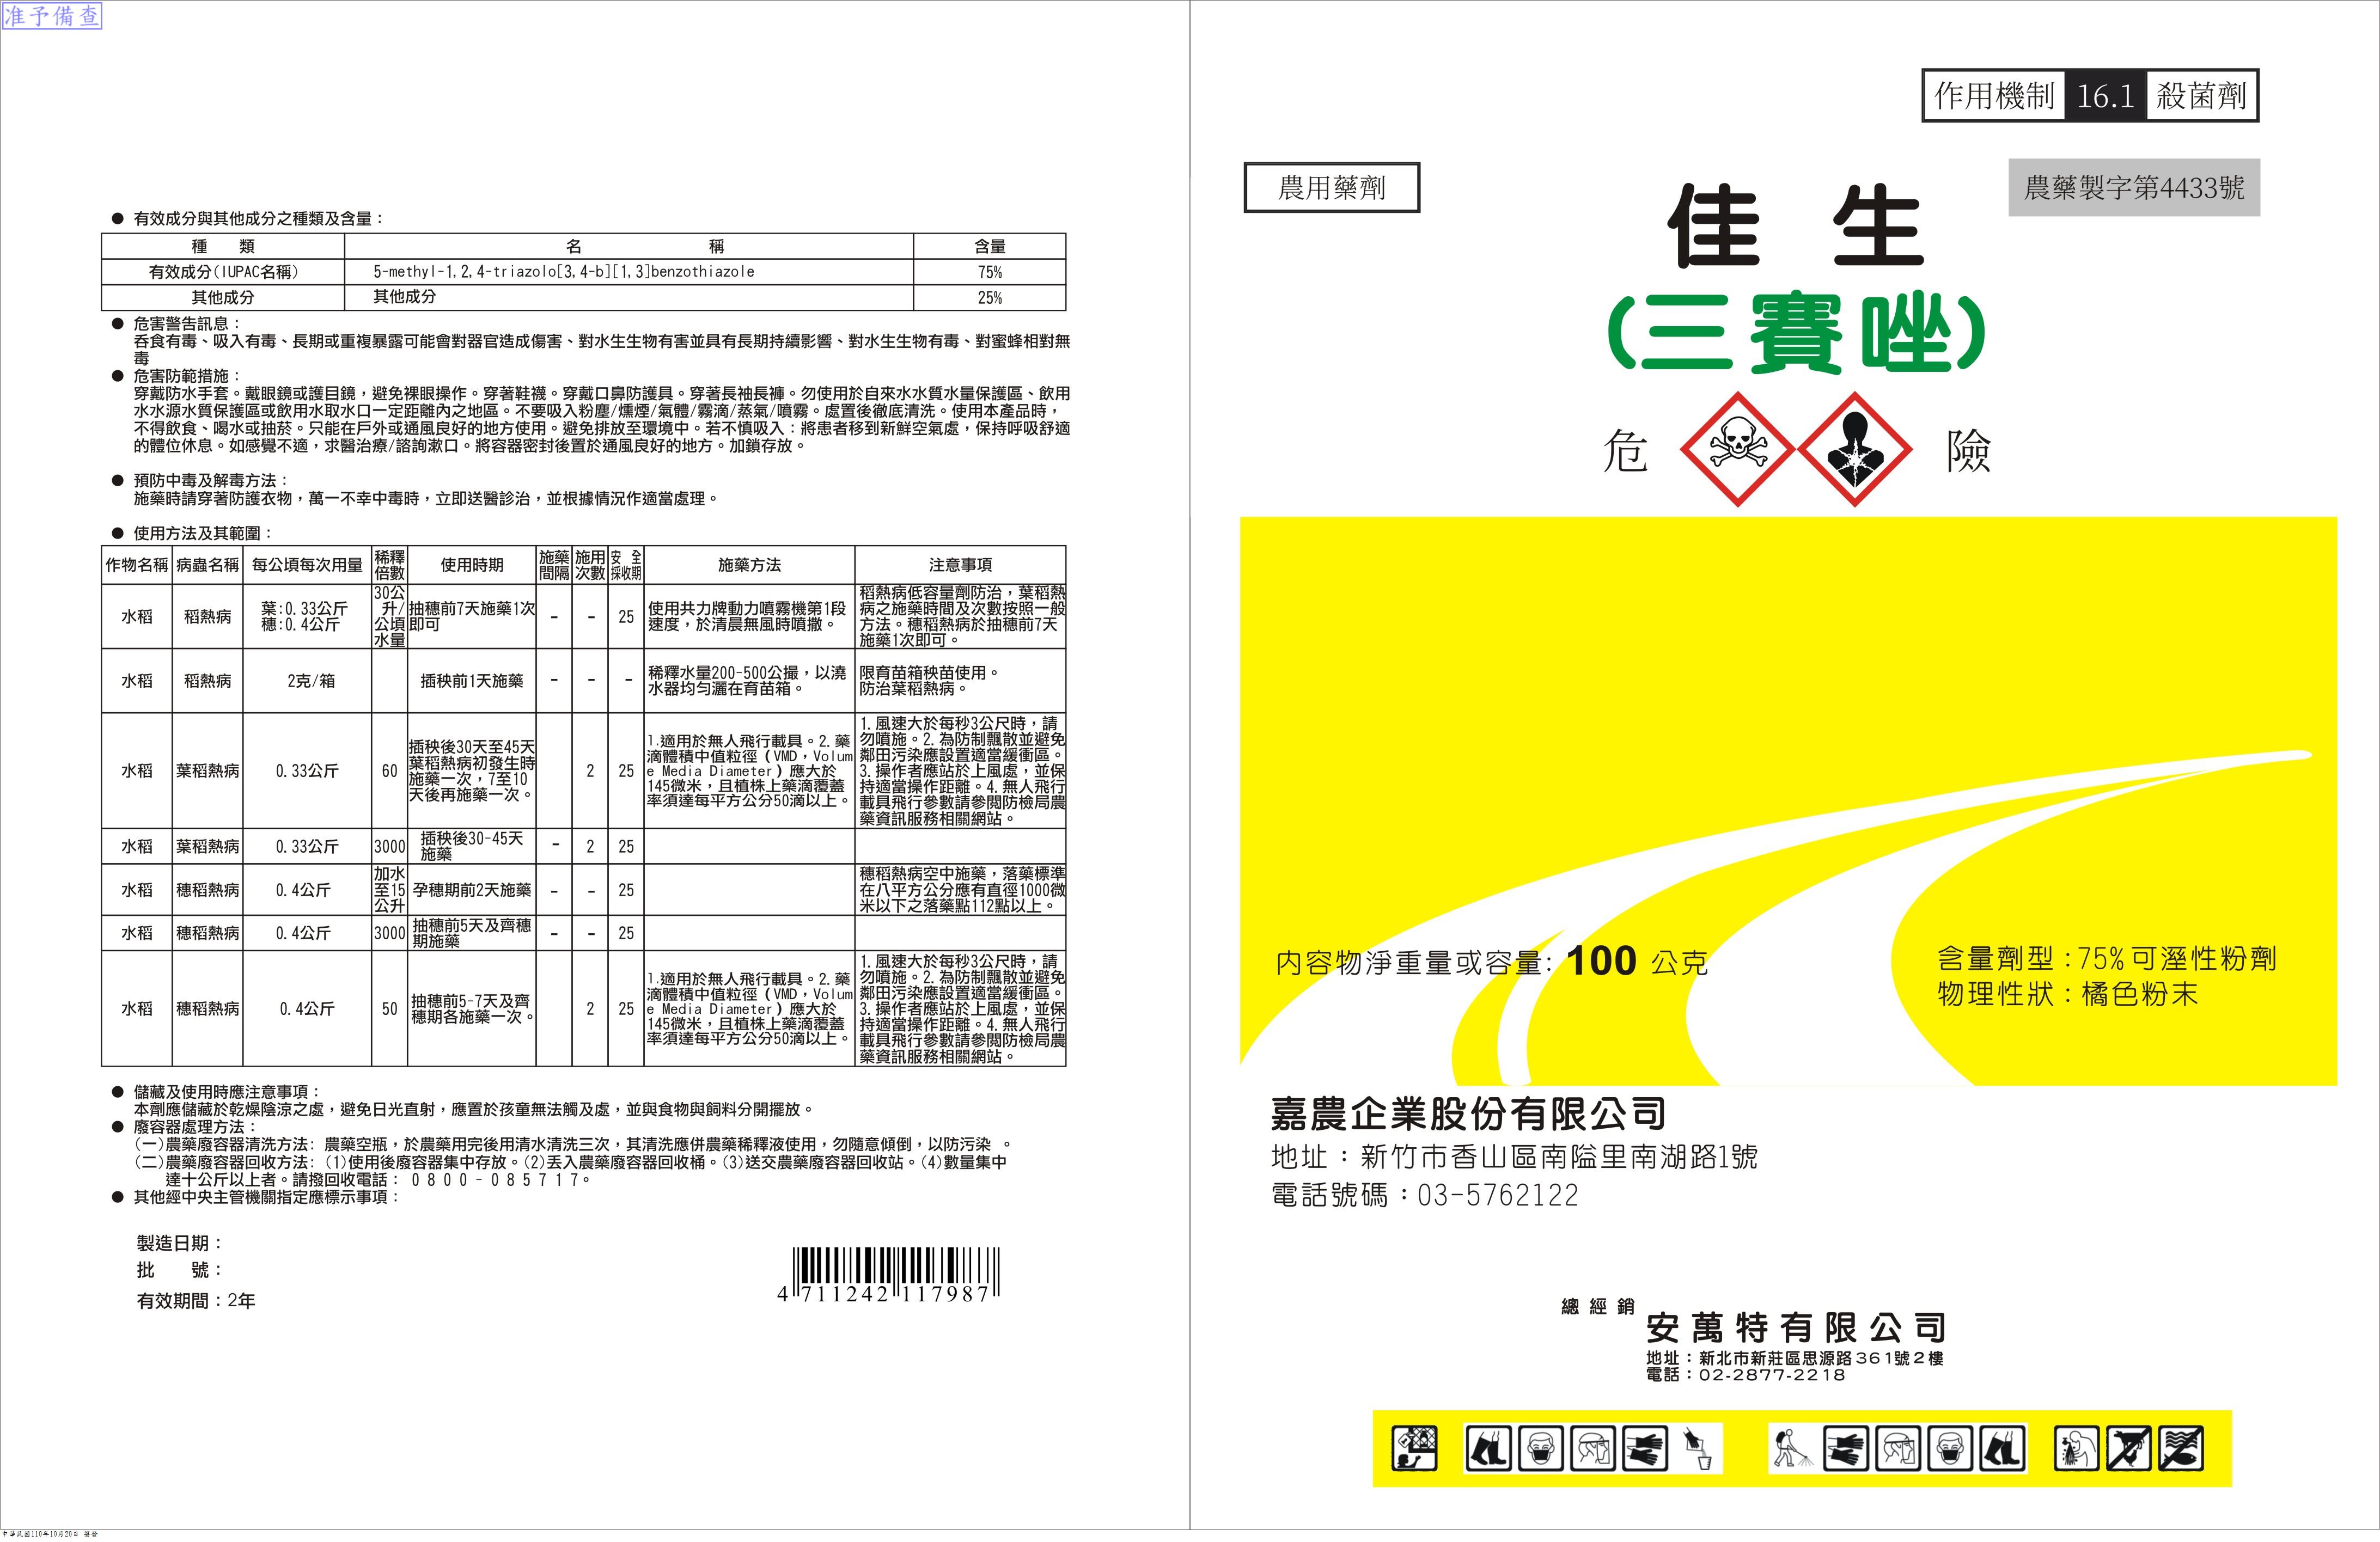 准予備查
● 有效成分與其他成分之種類及含量：
種　類 名　稱 含量
有效成分(IUPAC名稱) 5-methyl-1,2,4-triazolo[3,4-b][1,3]benzothiazole 75%
其他成分 其他成分 25%
● 危害警告訊息：
吞食有毒、吸入有毒、長期或重複暴露可能會對器官造成傷害、對水生生物有害並具有長期持續影響、對水生生物有毒、對蜜蜂相對無
毒
● 危害防範措施：
穿戴防水手套。戴眼鏡或護目鏡，避免裸眼操作。穿著鞋襪。穿戴口鼻防護具。穿著長袖長褲。勿使用於自來水水質水量保護區、飲用
水水源水質保護區或飲用水取水口一定距離內之地區。不要吸入粉塵/燻煙/氣體/霧滴/蒸氣/噴霧。處置後徹底清洗。使用本產品時，
不得飲食、喝水或抽菸。只能在戶外或通風良好的地方使用。避免排放至環境中。若不慎吸入：將患者移到新鮮空氣處，保持呼吸舒適
的體位休息。如感覺不適，求醫治療/諮詢漱口。將容器密封後置於通風良好的地方。加鎖存放。
● 預防中毒及解毒方法：
施藥時請穿著防護衣物，萬一不幸中毒時，立即送醫診治，並根據情況作適當處理。
● 使用方法及其範圍：
作物名稱 病蟲名稱 每公頃每次用量 稀釋倍數 使用時期 施藥間隔 施用次數 安全採收期 施藥方法 注意事項
水稻 稻熱病 葉:0.33公斤 穗:0.4公斤 30公升/公頃水量 抽穗前7天施藥1次即可 - - 25 使用共力牌動力噴霧機第1段速度，於清晨無風時噴撒。 稻熱病低容量劑防治，葉稻熱病之施藥時間及次數按照一般方法。穗稻熱病於抽穗前7天施藥1次即可。
水稻 稻熱病 2克/箱 插秧前1天施藥 - - - 稀釋水量200-500公撮，以澆水器均勻灑在育苗箱。 限育苗箱秧苗使用。防治葉稻熱病。
水稻 葉稻熱病 0.33公斤 60 插秧後30天至45天葉稻熱病初發生時施藥一次，7至10天後再施藥一次。 2 25 1.適用於無人飛行載具。2.藥滴體積中值粒徑（VMD，Volume Media Diameter）應大於145微米，且植株上藥滴覆蓋率須達每平方公分50滴以上。 1.風速大於每秒3公尺時，請勿噴施。2.為防制飄散並避免鄰田污染應設置適當緩衝區。3.操作者應站於上風處，並保持適當操作距離。4.無人飛行載具飛行參數請參閱防檢局農藥資訊服務相關網站。
水稻 葉稻熱病 0.33公斤 3000 插秧後30-45天施藥 - 2 25
水稻 穗稻熱病 0.4公斤 加水至15公升 孕穗期前2天施藥 - - 25 穗稻熱病空中施藥，落藥標準在八平方公分應有直徑1000微米以下之落藥點112點以上。
水稻 穗稻熱病 0.4公斤 3000 抽穗前5天及齊穗期施藥 - - 25
水稻 穗稻熱病 0.4公斤 50 抽穗前5-7天及齊穗期各施藥一次。 2 25 1.適用於無人飛行載具。2.藥滴體積中值粒徑（VMD，Volume Media Diameter）應大於145微米，且植株上藥滴覆蓋率須達每平方公分50滴以上。 1.風速大於每秒3公尺時，請勿噴施。2.為防制飄散並避免鄰田污染應設置適當緩衝區。3.操作者應站於上風處，並保持適當操作距離。4.無人飛行載具飛行參數請參閱防檢局農藥資訊服務相關網站。
● 儲藏及使用時應注意事項：
本劑應儲藏於乾燥陰涼之處，避免日光直射，應置於孩童無法觸及處，並與食物與飼料分開擺放。
● 廢容器處理方法：
(一)農藥廢容器清洗方法: 農藥空瓶，於農藥用完後用清水清洗三次，其清洗應併農藥稀釋液使用，勿隨意傾倒，以防污染 。
(二)農藥廢容器回收方法: (1)使用後廢容器集中存放。(2)丟入農藥廢容器回收桶。(3)送交農藥廢容器回收站。(4)數量集中
達十公斤以上者。請撥回收電話： 0800-085717。
● 其他經中央主管機關指定應標示事項：
製造日期：
批　　號：
有效期間：2年
4 711242 117987
中華民國110年10月20日 簽發
作用機制 16.1 殺菌劑
農用藥劑
農藥製字第4433號
佳生
(三賽唑)
危 險
內容物淨重量或容量: 100 公克
含量劑型：75%可溼性粉劑
物理性狀：橘色粉末
嘉農企業股份有限公司
地址：新竹市香山區南隘里南湖路1號
電話號碼：03-5762122
總經銷
安萬特有限公司
地址：新北市新莊區思源路361號2樓
電話：02-2877-2218